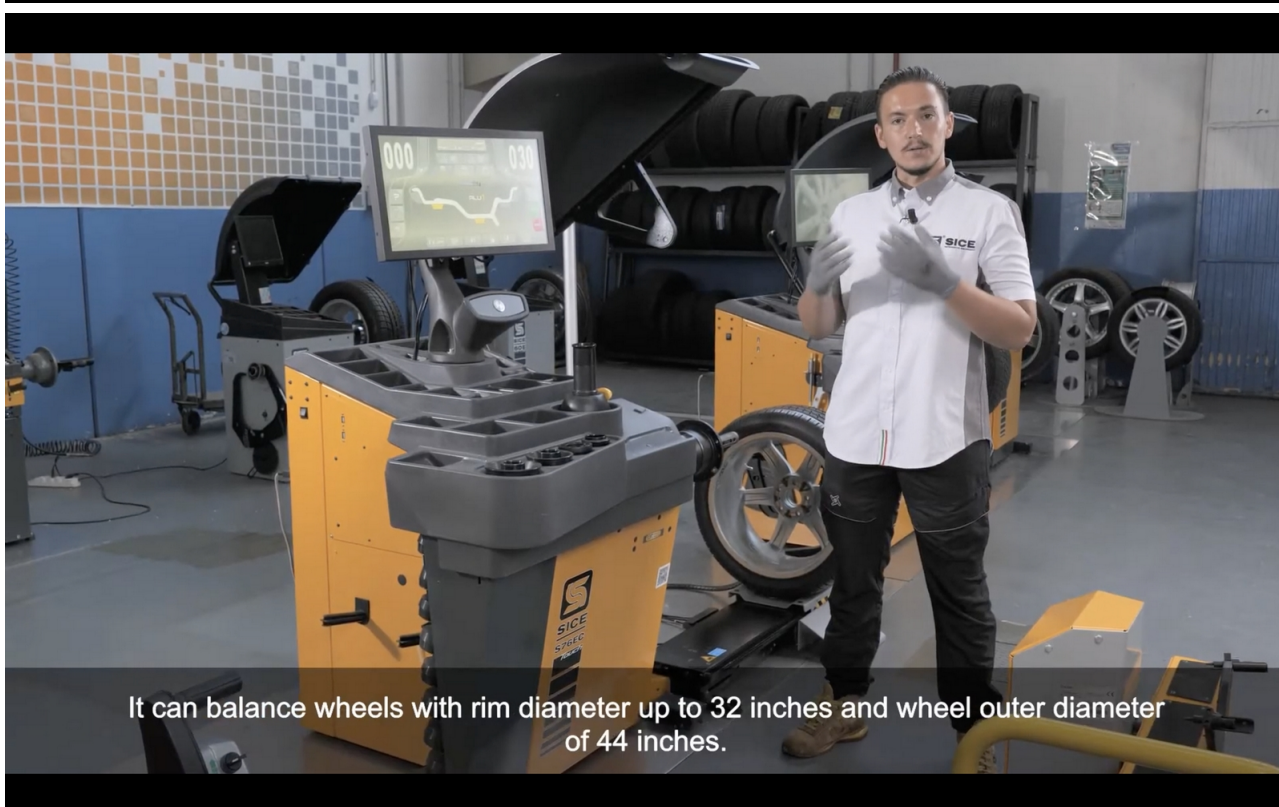 000
030
ALU
SICE
SICE
S76EC
It can balance wheels with rim diameter up to 32 inches and wheel outer diameter
of 44 inches.